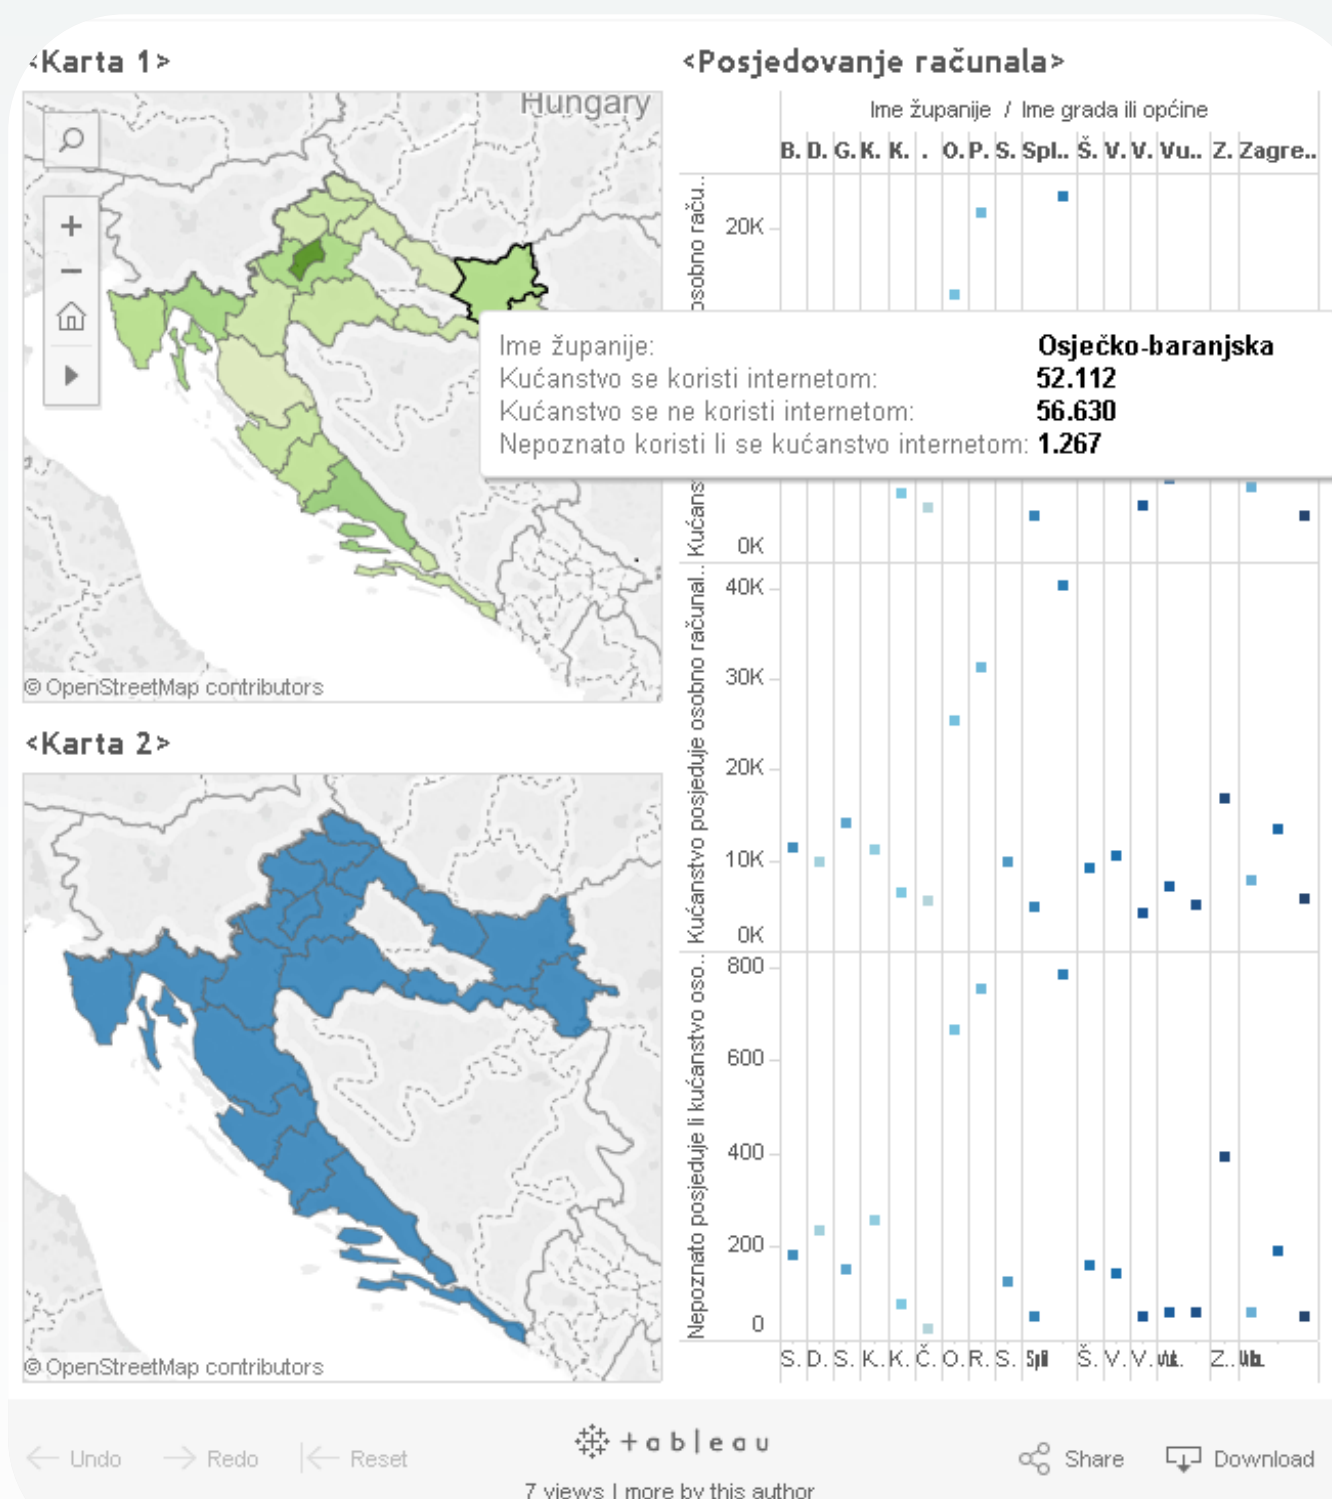 <Karta 1>
Hungary
© OpenStreetMap contributors
<Karta 2>
© OpenStreetMap contributors
<Posjedovanje računala>
Ime županije / Ime grada ili općine
B. D. G. K. K. . O. P. S. Spl.. Š. V. V. Vu.. Z. Zagre..
osobno raču..
20K
Ime županije: Osječko-baranjska
Kućanstvo se koristi internetom: 52.112
Kućanstvo se ne koristi internetom: 56.630
Nepoznato koristi li se kućanstvo internetom: 1.267
Kućans
0K
Kućanstvo posjeduje osobno računal..
40K
30K
20K
10K
0K
Nepoznato posjeduje li kućanstvo oso..
800
600
400
200
0
S. D. S. K. K. Č. O. R. S. Š. V. V. Z..
Undo
Redo
Reset
+ a b | e a u
7 views | more by this author
Share
Download